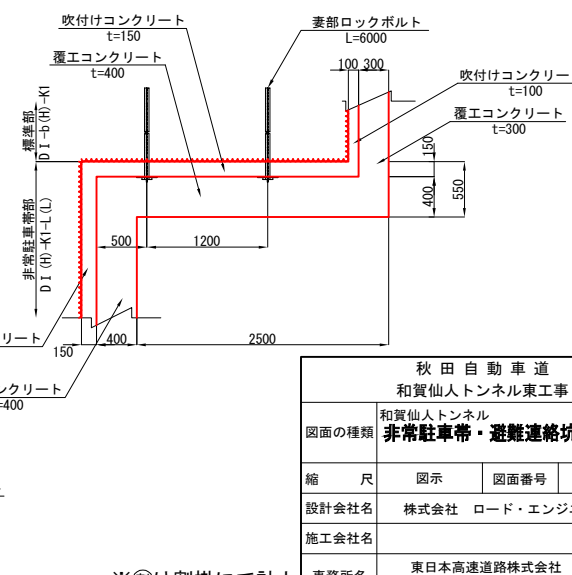 吹付けコンクリート
t=150
妻部ロックボルト
L=6000
覆工コンクリート
t=400
100 300
吹付けコンクリー
t=100
覆工コンクリート
t=300
標準部
DⅠ-b(H)-K1
150
400
550
500
1200
非常駐車帯部
DⅠ(H)-K1-L(L)
リート
150
400
2500
ンクリート
=400
秋田自動車道
和賀仙人トンネル東工事
図面の種類
和賀仙人トンネル
非常駐車帯・避難連絡坑
縮 尺 図示 図面番号
設計会社名 株式会社 ロード・エンジニ
施工会社名
事務所名 東日本高速道路株式会社